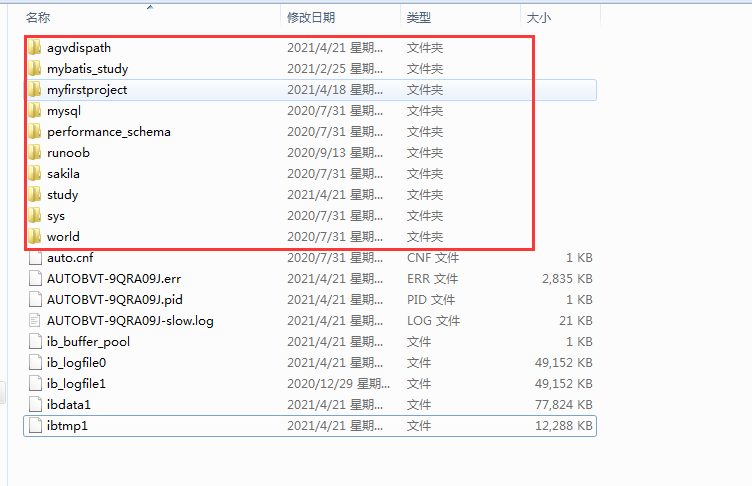 名称 修改日期 类型 大小
agvdispath 2021/4/21 星期... 文件夹
mybatis_study 2021/2/25 星期... 文件夹
myfirstproject 2021/4/18 星期... 文件夹
mysql 2020/7/31 星期... 文件夹
performance_schema 2020/7/31 星期... 文件夹
runoob 2020/9/13 星期... 文件夹
sakila 2020/7/31 星期... 文件夹
study 2021/4/21 星期... 文件夹
sys 2020/7/31 星期... 文件夹
world 2020/7/31 星期... 文件夹
auto.cnf 2020/7/31 星期... CNF 文件 1 KB
AUTOBVT-9QRA09J.err 2021/4/21 星期... ERR 文件 2,835 KB
AUTOBVT-9QRA09J.pid 2021/4/21 星期... PID 文件 1 KB
AUTOBVT-9QRA09J-slow.log 2021/4/21 星期... LOG 文件 21 KB
ib_buffer_pool 2021/4/21 星期... 文件 1 KB
ib_logfile0 2021/4/21 星期... 文件 49,152 KB
ib_logfile1 2020/12/29 星期... 文件 49,152 KB
ibdata1 2021/4/21 星期... 文件 77,824 KB
ibtmp1 2021/4/21 星期... 文件 12,288 KB